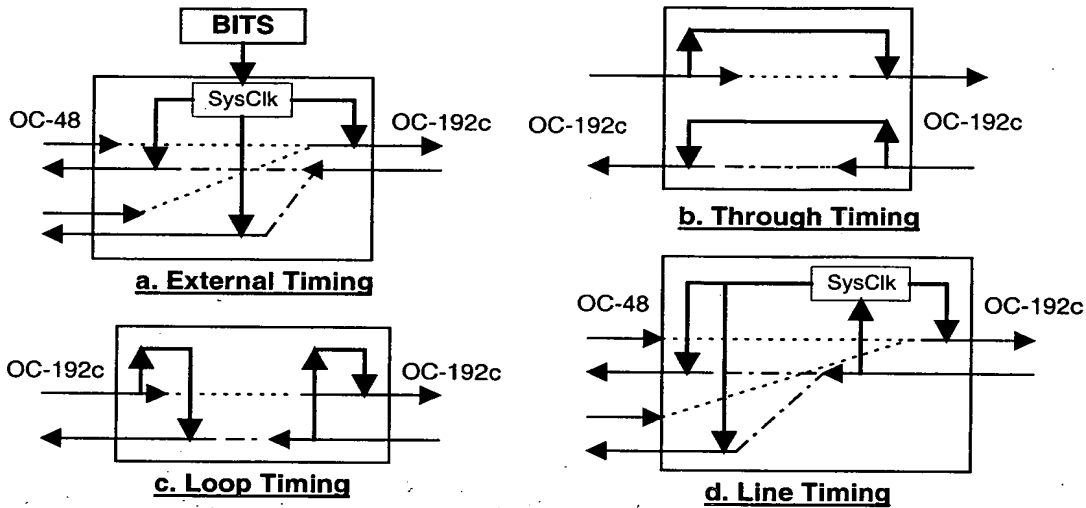 BITS
SysClk
OC-48
OC-192c
a. External Timing
OC-192c
OC-192c
b. Through Timing
OC-192c
OC-192c
c. Loop Timing
SysClk
OC-48
OC-192c
d. Line Timing